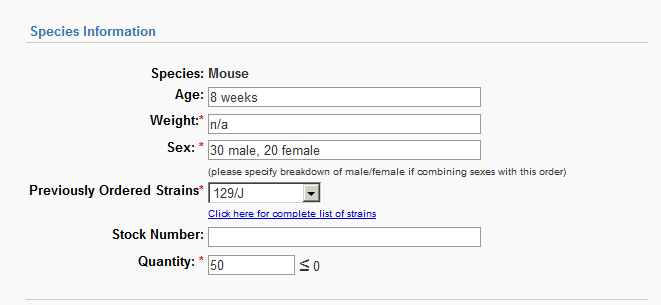 Species Information
Species: Mouse
Age: 8 weeks
Weight:* n/a
Sex: * 30 male, 20 female
(please specify breakdown of male/female if combining sexes with this order)
Previously Ordered Strains* 129/J
Click here for complete list of strains
Stock Number:
Quantity: * 50 ≤ 0